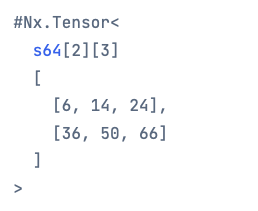 #Nx.Tensor<
  s64[2][3]
  [
    [6, 14, 24],
    [36, 50, 66]
  ]
>